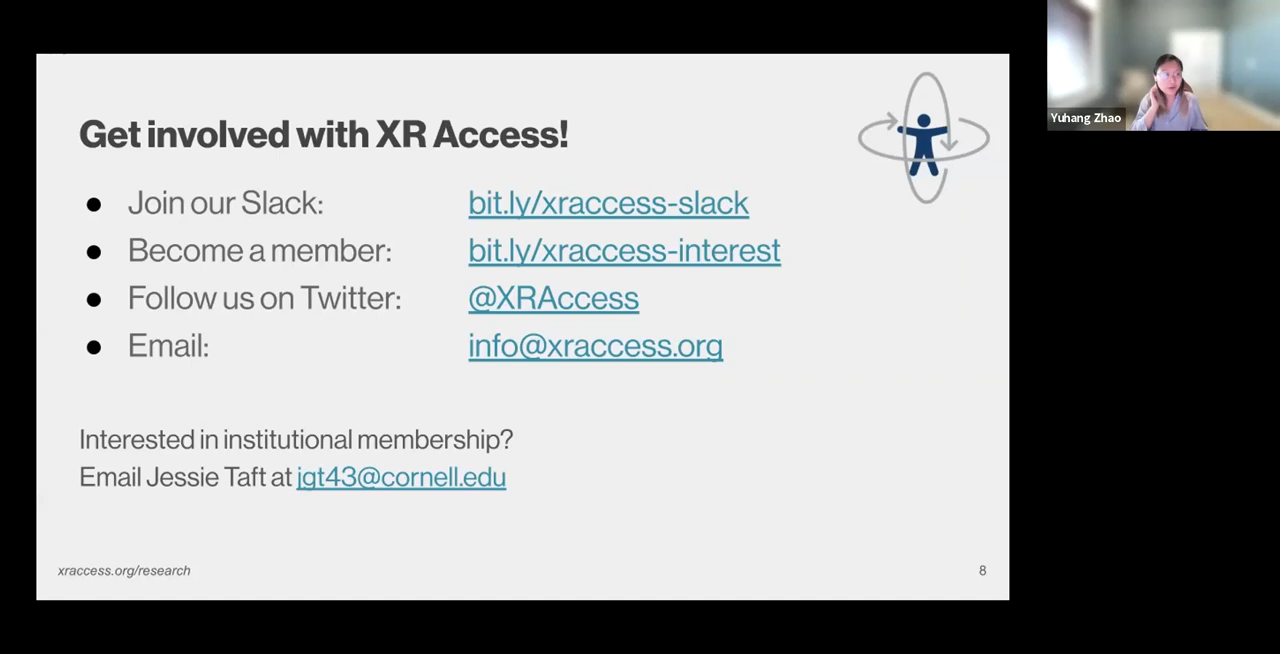 Get involved with XR Access!
● Join our Slack: bit.ly/xraccess-slack
● Become a member: bit.ly/xraccess-interest
● Follow us on Twitter: @XRAccess
● Email: info@xraccess.org
Interested in institutional membership?
Email Jessie Taft at jgt43@cornell.edu
xraccess.org/research
8
Yuhang Zhao